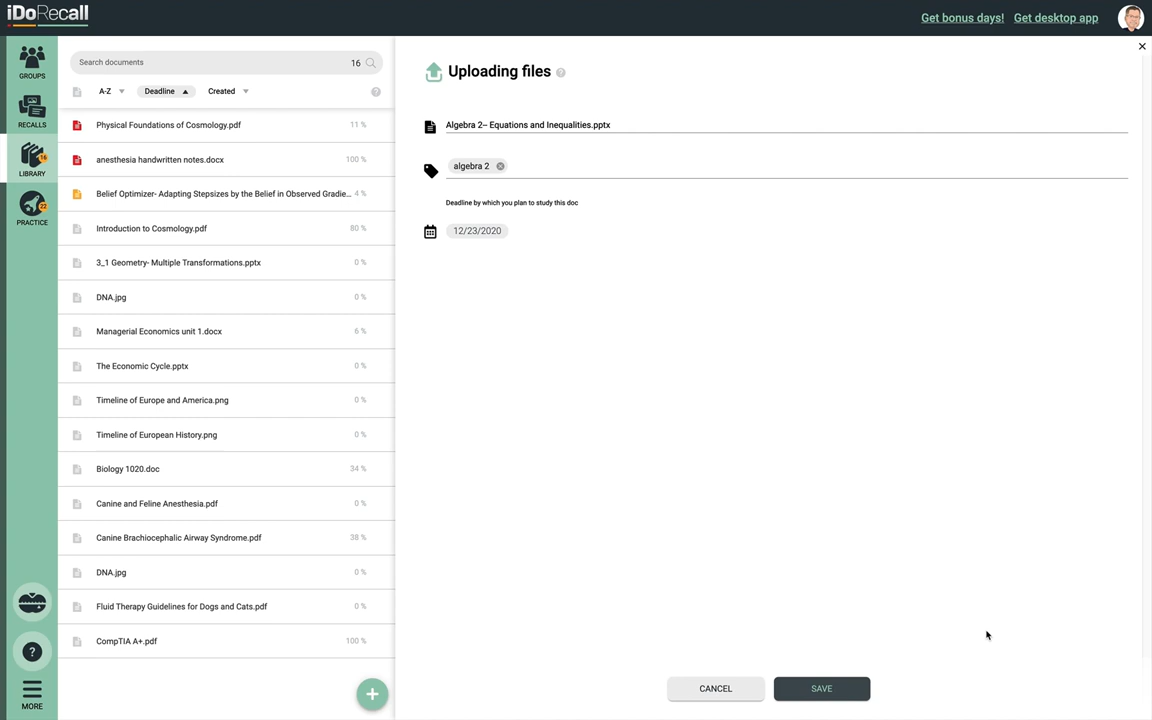 iDoRecall
Get bonus days!
Get desktop app
GROUPS
RECALLS
16
LIBRARY
22
PRACTICE
?
MORE
Search documents
16
A-Z
Deadline
Created
?
Physical Foundations of Cosmology.pdf 11 %
anesthesia handwritten notes.docx 100 %
Belief Optimizer- Adapting Stepsizes by the Belief in Observed Gradie... 4 %
Introduction to Cosmology.pdf 80 %
3_1 Geometry- Multiple Transformations.pptx 0 %
DNA.jpg 0 %
Managerial Economics unit 1.docx 6 %
The Economic Cycle.pptx 0 %
Timeline of Europe and America.png 0 %
Timeline of European History.png 0 %
Biology 1020.doc 34 %
Canine and Feline Anesthesia.pdf 0 %
Canine Brachiocephalic Airway Syndrome.pdf 38 %
DNA.jpg 0 %
Fluid Therapy Guidelines for Dogs and Cats.pdf 0 %
CompTIA A+.pdf 100 %
Uploading files ?
Algebra 2-- Equations and Inequalities.pptx
algebra 2
Deadline by which you plan to study this doc
12/23/2020
CANCEL
SAVE